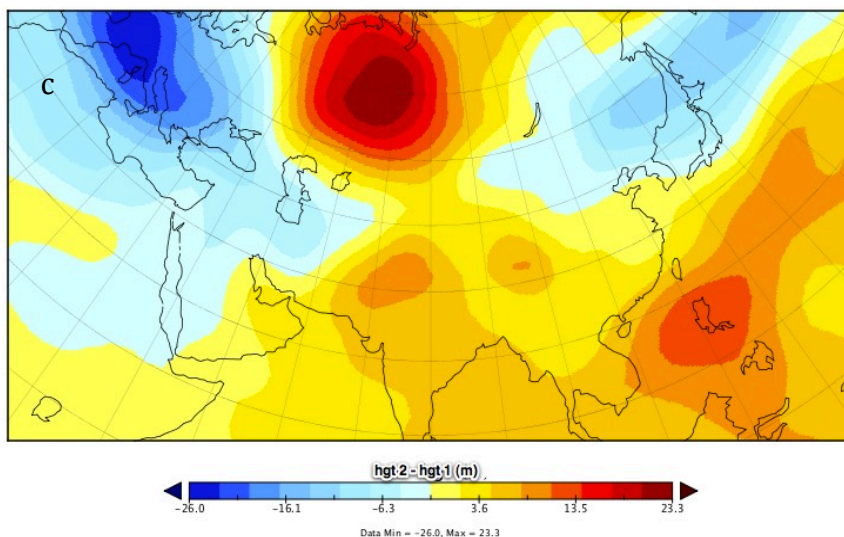 C
hgt 2 - hgt 1 (m)
-26.0 -16.1 -6.3 3.6 13.5 23.3
Data Min = -26.0, Max = 23.3